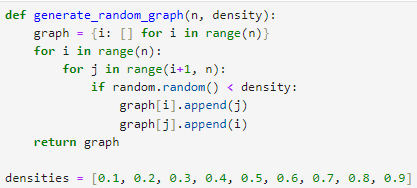 def generate_random_graph(n, density):
    graph = {i: [] for i in range(n)}
    for i in range(n):
        for j in range(i+1, n):
            if random.random() < density:
                graph[i].append(j)
                graph[j].append(i)
    return graph

densities = [0.1, 0.2, 0.3, 0.4, 0.5, 0.6, 0.7, 0.8, 0.9]